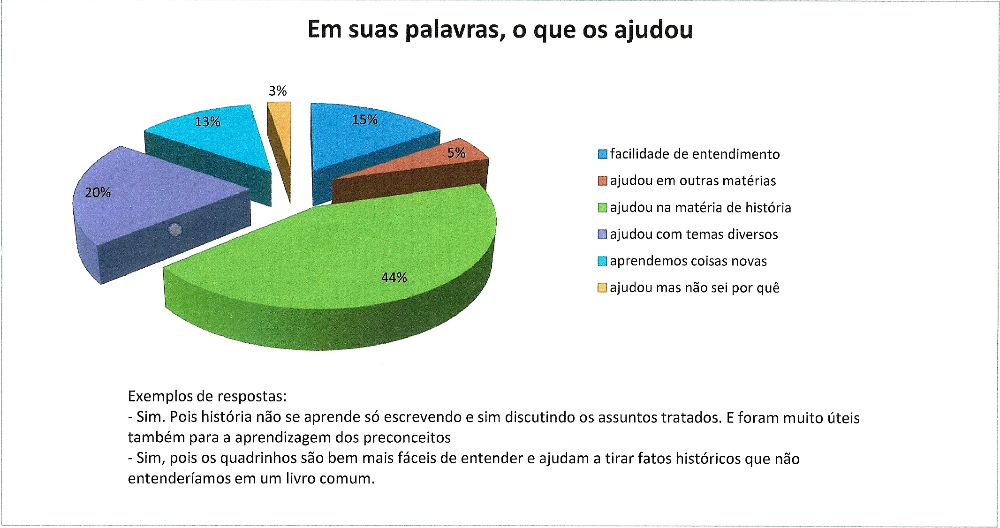 Em suas palavras, o que os ajudou
3%
13%
15%
5%
20%
44%
facilidade de entendimento
ajudou em outras matérias
ajudou na matéria de história
ajudou com temas diversos
aprendemos coisas novas
ajudou mas não sei por quê
Exemplos de respostas:
- Sim. Pois história não se aprende só escrevendo e sim discutindo os assuntos tratados. E foram muito úteis
também para a aprendizagem dos preconceitos
- Sim, pois os quadrinhos são bem mais fáceis de entender e ajudam a tirar fatos históricos que não
entenderíamos em um livro comum.